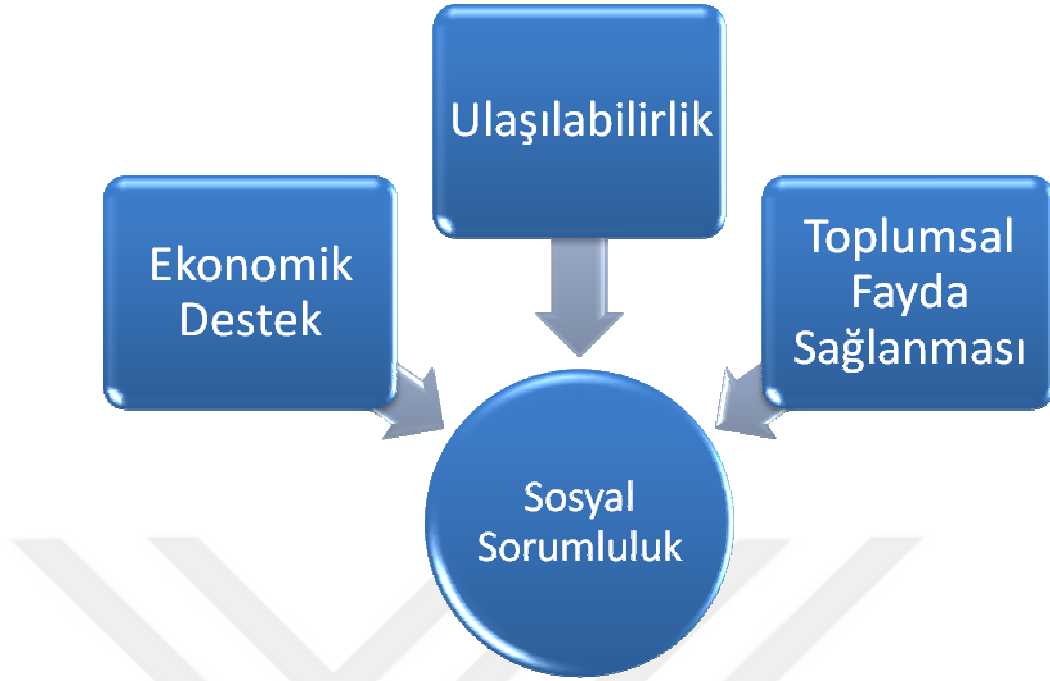 Ulaşılabilirlik
Ekonomik
Destek
Toplumsal
Fayda
Sağlanması
Sosyal
Sorumluluk